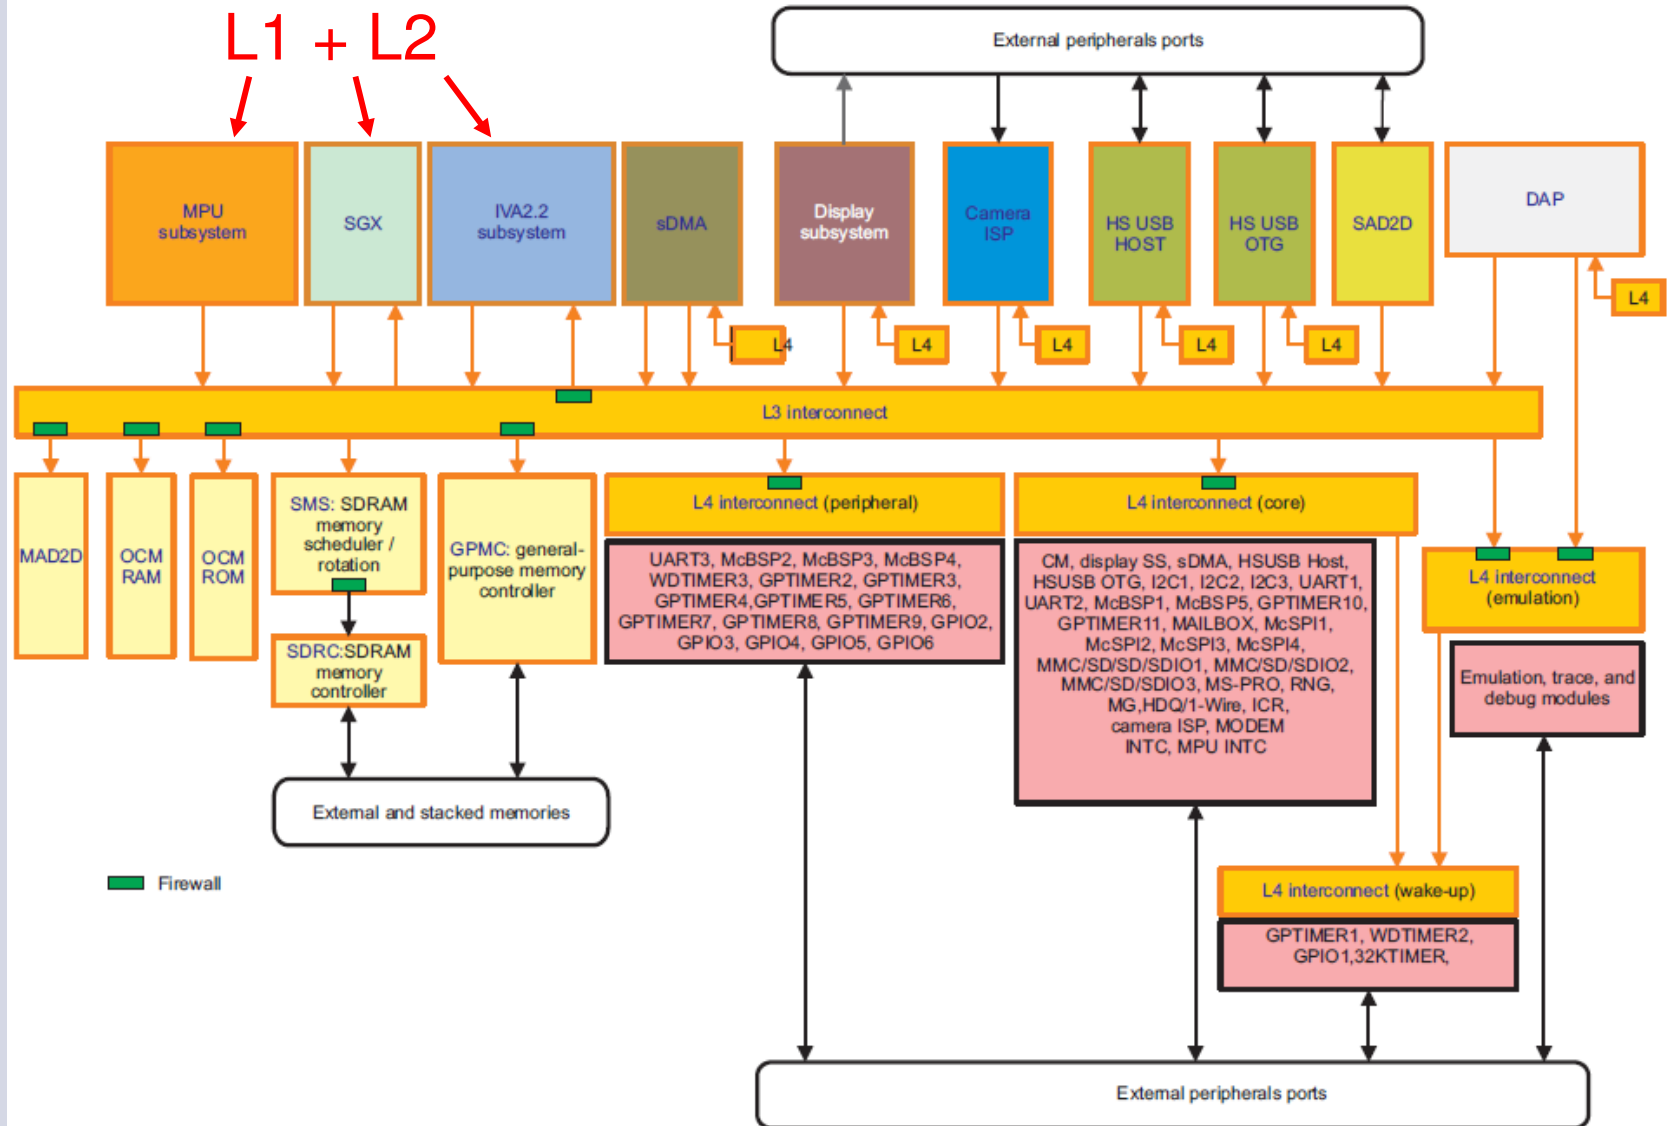 L1 + L2
External peripherals ports
MPU
subsystem
SGX
IVA2.2
subsystem
sDMA
Display
subsystem
Camera
ISP
HS USB
HOST
HS USB
OTG
SAD2D
DAP
L4
L4
L4
L4
L4
L4
L3 interconnect
MAD2D
OCM
RAM
OCM
ROM
SMS: SDRAM
memory
scheduler /
rotation
SDRC:SDRAM
memory
controller
GPMC: general-
purpose memory
controller
L4 interconnect (peripheral)
UART3, McBSP2, McBSP3, McBSP4,
WDTIMER3, GPTIMER2, GPTIMER3,
GPTIMER4,GPTIMER5, GPTIMER6,
GPTIMER7, GPTIMER8, GPTIMER9, GPIO2,
GPIO3, GPIO4, GPIO5, GPIO6
L4 interconnect (core)
CM, display SS, sDMA, HSUSB Host,
HSUSB OTG, I2C1, I2C2, I2C3, UART1,
UART2, McBSP1, McBSP5, GPTIMER10,
GPTIMER11, MAILBOX, McSPI1,
McSPI2, McSPI3, McSPI4,
MMC/SD/SD/SDIO1, MMC/SD/SDIO2,
MMC/SD/SDIO3, MS-PRO, RNG,
MG,HDQ/1-Wire, ICR,
camera ISP, MODEM
INTC, MPU INTC
L4 interconnect
(emulation)
Emulation, trace, and
debug modules
External and stacked memories
Firewall
L4 interconnect (wake-up)
GPTIMER1, WDTIMER2,
GPIO1,32KTIMER,
External peripherals ports